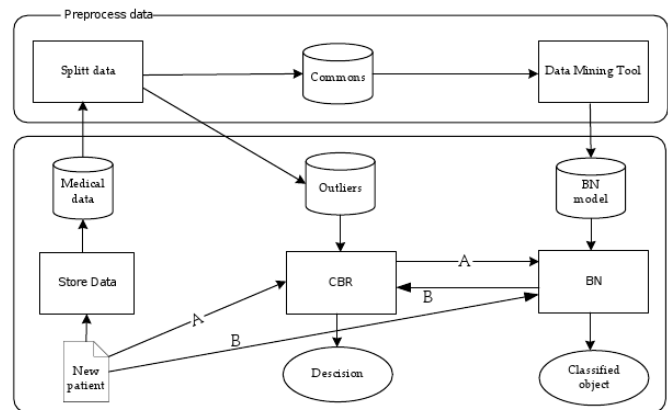 Preprocess data
Splitt data
Commons
Data Mining Tool
Medical
data
Outliers
BN
model
Store Data
CBR
A
BN
B
A
B
New
patient
Descision
Classified
object